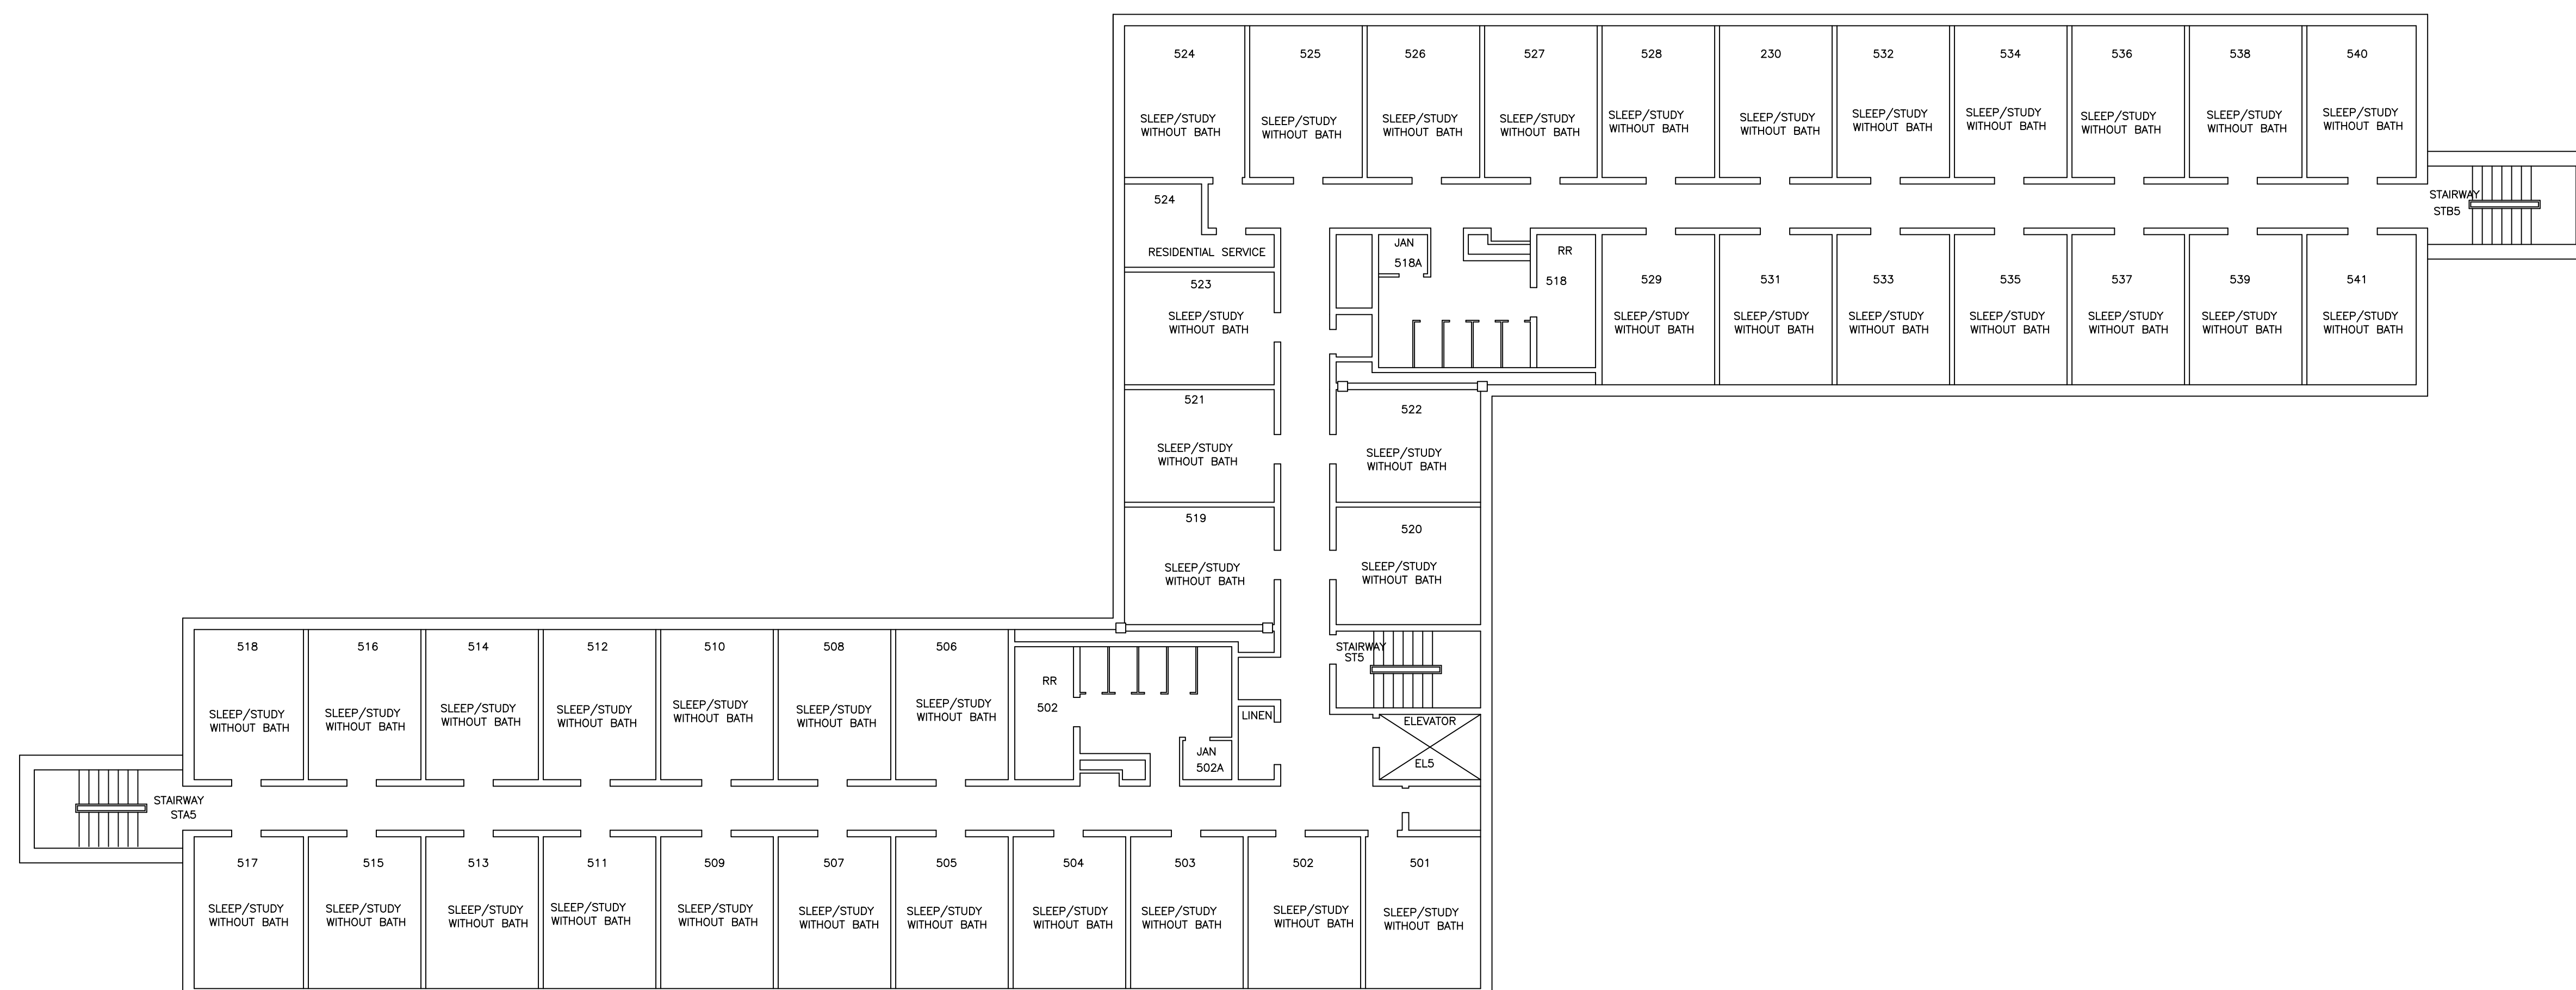 524
525
526
527
528
230
532
534
536
538
540
SLEEP/STUDY
WITHOUT BATH
SLEEP/STUDY
WITHOUT BATH
SLEEP/STUDY
WITHOUT BATH
SLEEP/STUDY
WITHOUT BATH
SLEEP/STUDY
WITHOUT BATH
SLEEP/STUDY
WITHOUT BATH
SLEEP/STUDY
WITHOUT BATH
SLEEP/STUDY
WITHOUT BATH
SLEEP/STUDY
WITHOUT BATH
SLEEP/STUDY
WITHOUT BATH
SLEEP/STUDY
WITHOUT BATH
STAIRWAY
STB5
524
RESIDENTIAL SERVICE
JAN
518A
RR
518
523
SLEEP/STUDY
WITHOUT BATH
529
531
533
535
537
539
541
SLEEP/STUDY
WITHOUT BATH
SLEEP/STUDY
WITHOUT BATH
SLEEP/STUDY
WITHOUT BATH
SLEEP/STUDY
WITHOUT BATH
SLEEP/STUDY
WITHOUT BATH
SLEEP/STUDY
WITHOUT BATH
SLEEP/STUDY
WITHOUT BATH
521
SLEEP/STUDY
WITHOUT BATH
522
SLEEP/STUDY
WITHOUT BATH
519
SLEEP/STUDY
WITHOUT BATH
520
SLEEP/STUDY
WITHOUT BATH
518
516
514
512
510
508
506
SLEEP/STUDY
WITHOUT BATH
SLEEP/STUDY
WITHOUT BATH
SLEEP/STUDY
WITHOUT BATH
SLEEP/STUDY
WITHOUT BATH
SLEEP/STUDY
WITHOUT BATH
SLEEP/STUDY
WITHOUT BATH
SLEEP/STUDY
WITHOUT BATH
RR
502
JAN
502A
LINEN
STAIRWAY
ST5
ELEVATOR
EL5
STAIRWAY
STA5
517
515
513
511
509
507
505
504
503
502
501
SLEEP/STUDY
WITHOUT BATH
SLEEP/STUDY
WITHOUT BATH
SLEEP/STUDY
WITHOUT BATH
SLEEP/STUDY
WITHOUT BATH
SLEEP/STUDY
WITHOUT BATH
SLEEP/STUDY
WITHOUT BATH
SLEEP/STUDY
WITHOUT BATH
SLEEP/STUDY
WITHOUT BATH
SLEEP/STUDY
WITHOUT BATH
SLEEP/STUDY
WITHOUT BATH
SLEEP/STUDY
WITHOUT BATH